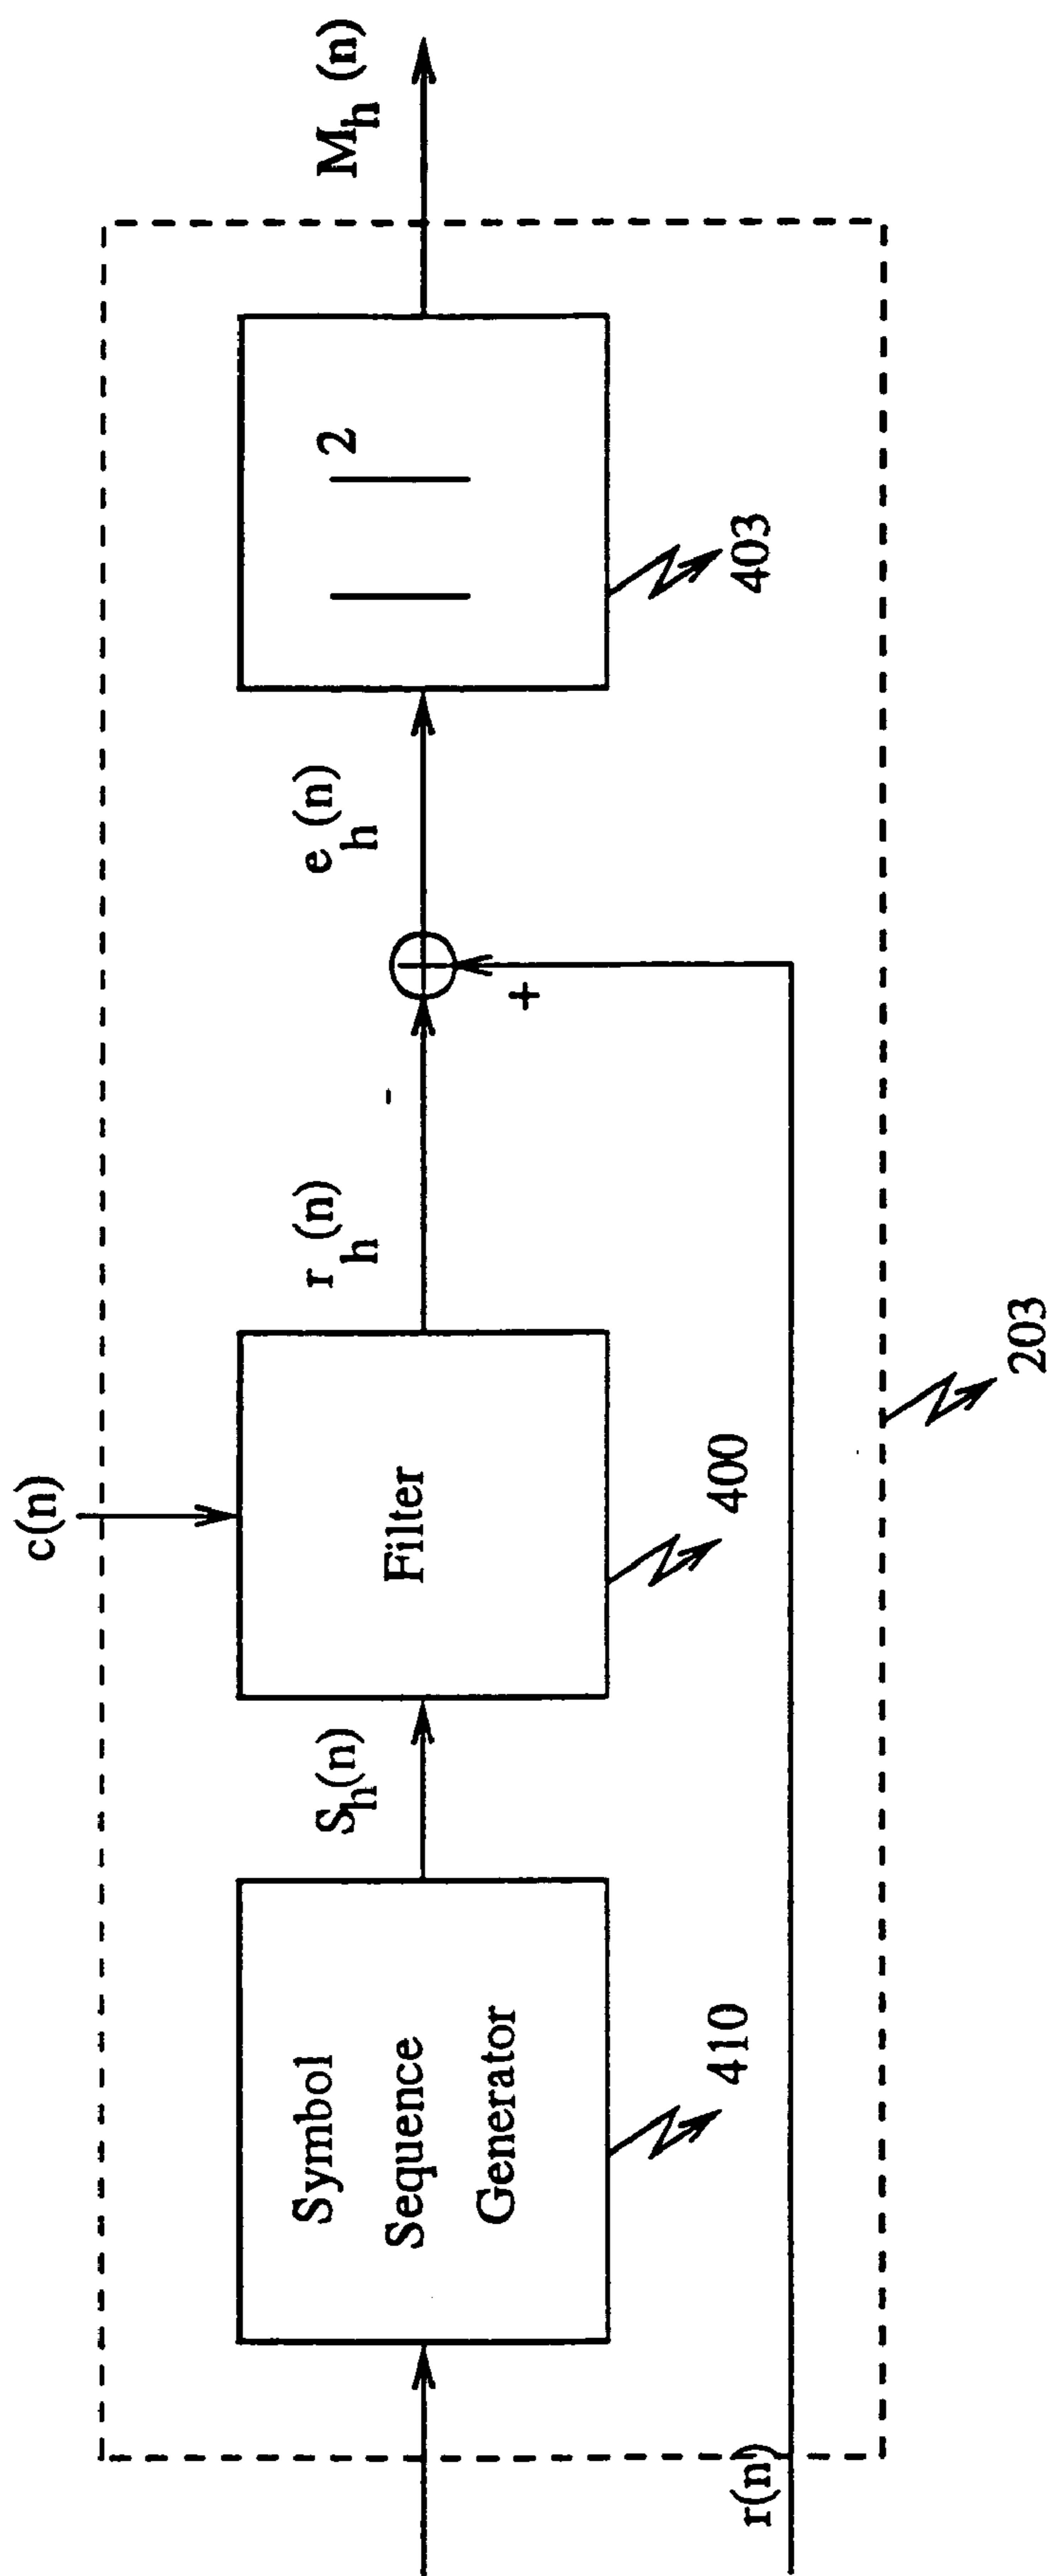 Symbol
Sequence
Generator
410
S_h(n)
c(n)
Filter
400
r_h(n)
-
+
r(n)
e_h(n)
| |²
403
M_h(n)
203